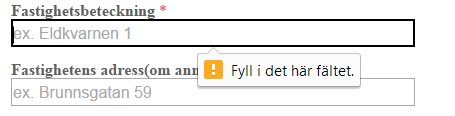 Fastighetsbeteckning *
ex. Eldkvarnen 1
Fyll i det här fältet.
Fastighetens adress(om ann
ex. Brunnsgatan 59